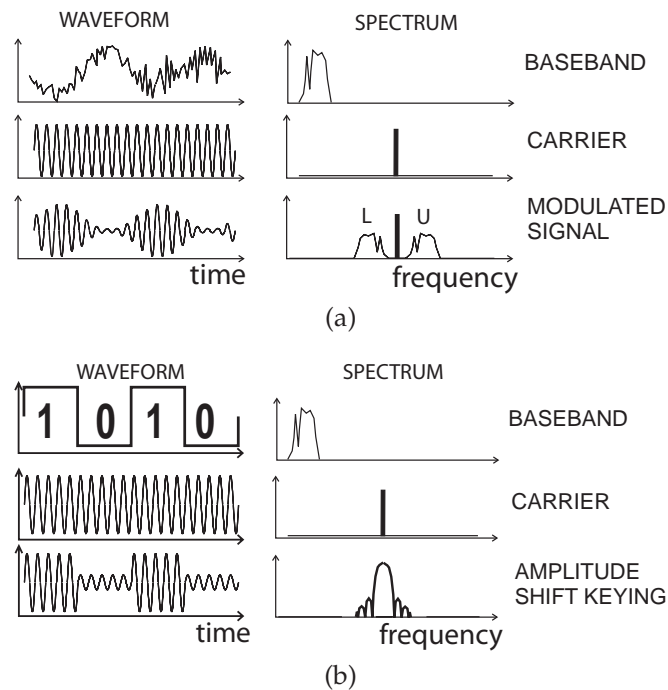 WAVEFORM SPECTRUM
BASEBAND
CARRIER
L U
MODULATED
SIGNAL
time frequency
(a)
WAVEFORM SPECTRUM
1 0 1 0
BASEBAND
CARRIER
AMPLITUDE
SHIFT KEYING
time frequency
(b)